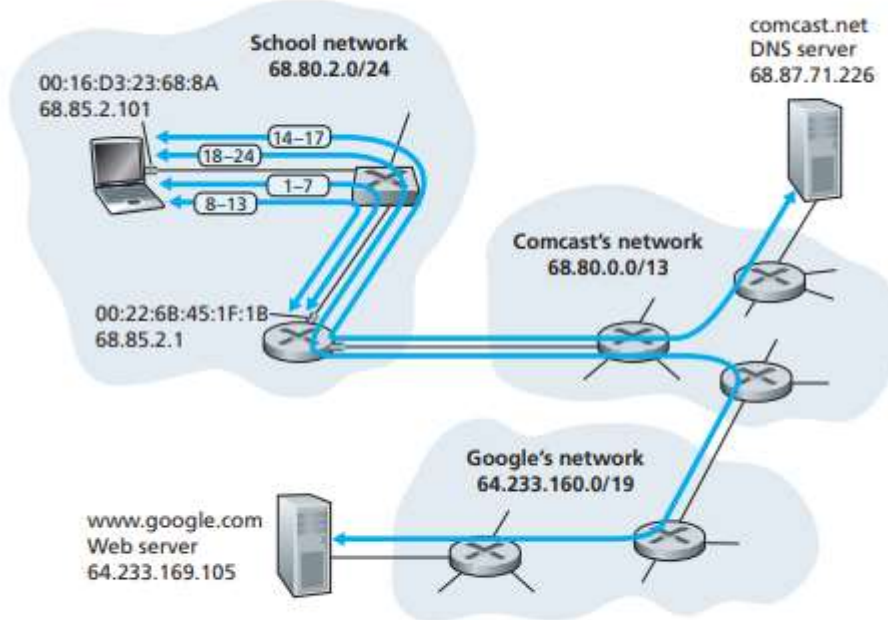 School network
68.80.2.0/24
comcast.net
DNS server
68.87.71.226
00:16:D3:23:68:8A
68.85.2.101
14–17
18–24
1–7
8–13
Comcast's network
68.80.0.0/13
00:22:6B:45:1F:1B
68.85.2.1
Google's network
64.233.160.0/19
www.google.com
Web server
64.233.169.105